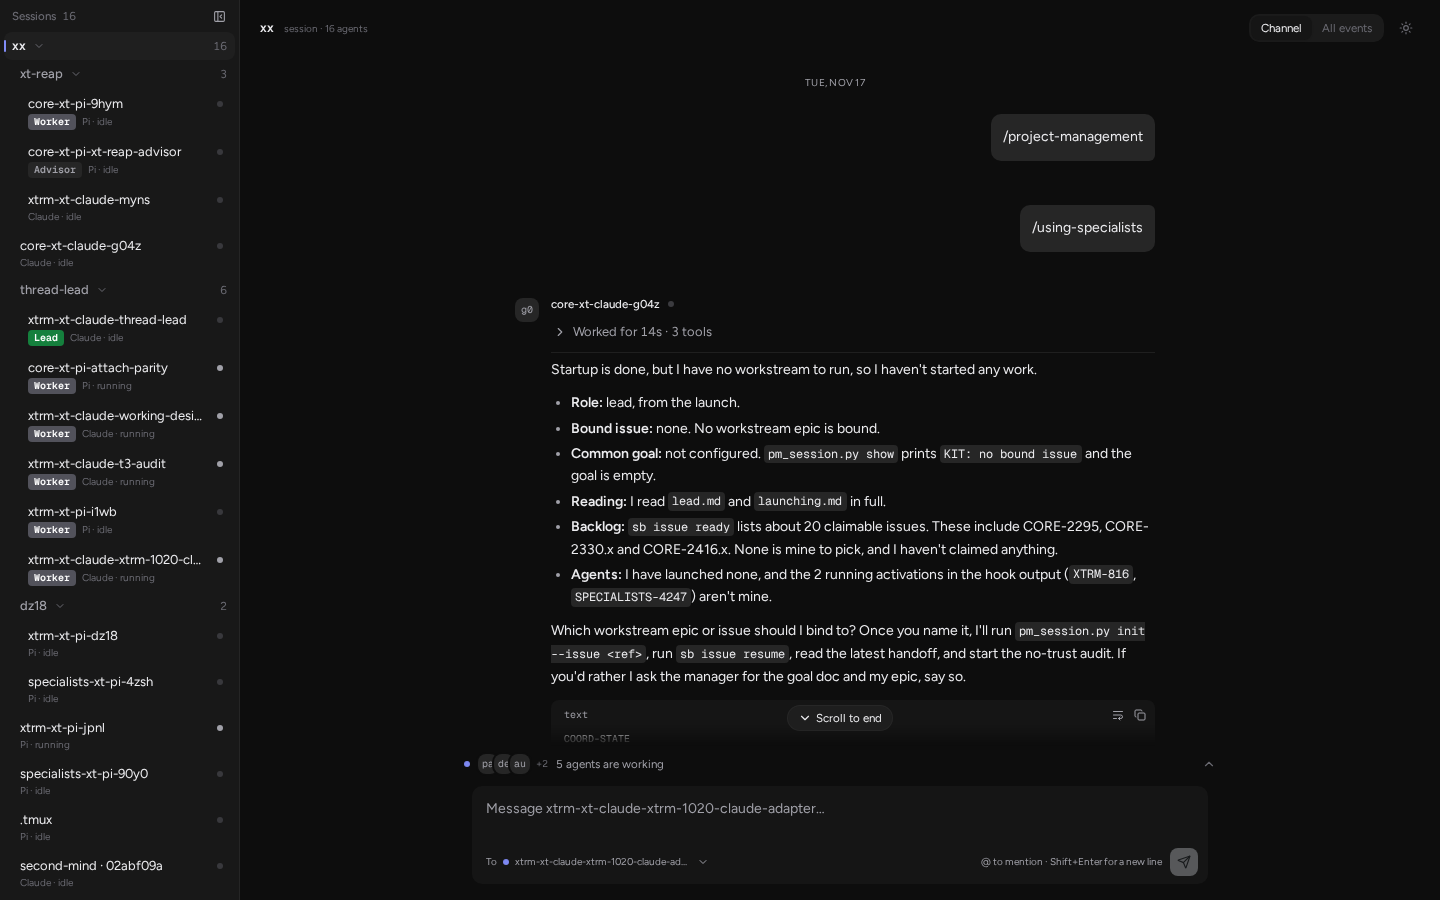 Sessions 16
xx 16
xt-reap 3
core-xt-pi-9hym
Worker Pi · idle
core-xt-pi-xt-reap-advisor
Advisor Pi · idle
xtrm-xt-claude-myns
Claude · idle
core-xt-claude-g04z
Claude · idle
thread-lead 6
xtrm-xt-claude-thread-lead
Lead Claude · idle
core-xt-pi-attach-parity
Worker Pi · running
xtrm-xt-claude-working-desi...
Worker Claude · running
xtrm-xt-claude-t3-audit
Worker Claude · running
xtrm-xt-pi-i1wb
Worker Pi · idle
xtrm-xt-claude-xtrm-1020-cl...
Worker Claude · running
dz18 2
xtrm-xt-pi-dz18
Pi · idle
specialists-xt-pi-4zsh
Pi · idle
xtrm-xt-pi-jpnl
Pi · running
specialists-xt-pi-90y0
Pi · idle
.tmux
Pi · idle
second-mind · 02abf09a
Claude · idle
xx session · 16 agents
Channel All events
TUE, NOV 17
/project-management
/using-specialists
g0 core-xt-claude-g04z
Worked for 14s · 3 tools
Startup is done, but I have no workstream to run, so I haven't started any work.
• Role: lead, from the launch.
• Bound issue: none. No workstream epic is bound.
• Common goal: not configured. pm_session.py show prints KIT: no bound issue and the
goal is empty.
• Reading: I read lead.md and launching.md in full.
• Backlog: sb issue ready lists about 20 claimable issues. These include CORE-2295, CORE-
2330.x and CORE-2416.x. None is mine to pick, and I haven't claimed anything.
• Agents: I have launched none, and the 2 running activations in the hook output (XTRM-816,
SPECIALISTS-4247) aren't mine.
Which workstream epic or issue should I bind to? Once you name it, I'll run pm_session.py init
--issue <ref>, run sb issue resume, read the latest handoff, and start the no-trust audit. If
you'd rather I ask the manager for the goal doc and my epic, say so.
text
Scroll to end
COORD-STATE
pa de au +2 5 agents are working
Message xtrm-xt-claude-xtrm-1020-claude-adapter...
To xtrm-xt-claude-xtrm-1020-claude-ad...
@ to mention · Shift+Enter for a new line